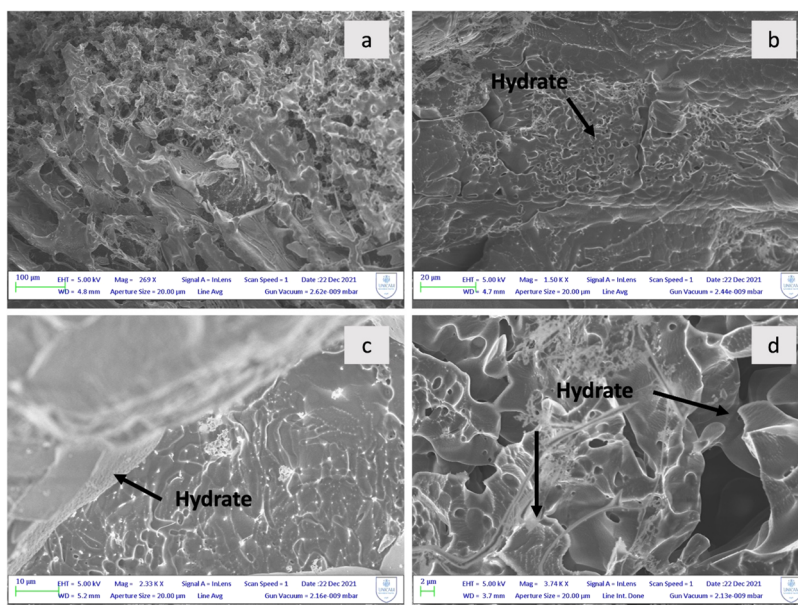 a
100 µm
EHT = 5.00 kV Mag = 269 X Signal A = InLens Scan Speed = 1 Date :22 Dec 2021
WD = 4.8 mm Aperture Size = 20.00 µm Line Avg Gun Vacuum = 2.62e-009 mbar
b
Hydrate
20 µm
EHT = 5.00 kV Mag = 1.50 K X Signal A = InLens Scan Speed = 1 Date :22 Dec 2021
WD = 4.7 mm Aperture Size = 20.00 µm Line Avg Gun Vacuum = 2.44e-009 mbar
c
Hydrate
10 µm
EHT = 5.00 kV Mag = 2.33 K X Signal A = InLens Scan Speed = 1 Date :22 Dec 2021
WD = 5.2 mm Aperture Size = 20.00 µm Line Avg Gun Vacuum = 2.16e-009 mbar
d
Hydrate
2 µm
EHT = 5.00 kV Mag = 3.74 K X Signal A = InLens Scan Speed = 1 Date :22 Dec 2021
WD = 3.7 mm Aperture Size = 20.00 µm Line Int. Done Gun Vacuum = 2.13e-009 mbar